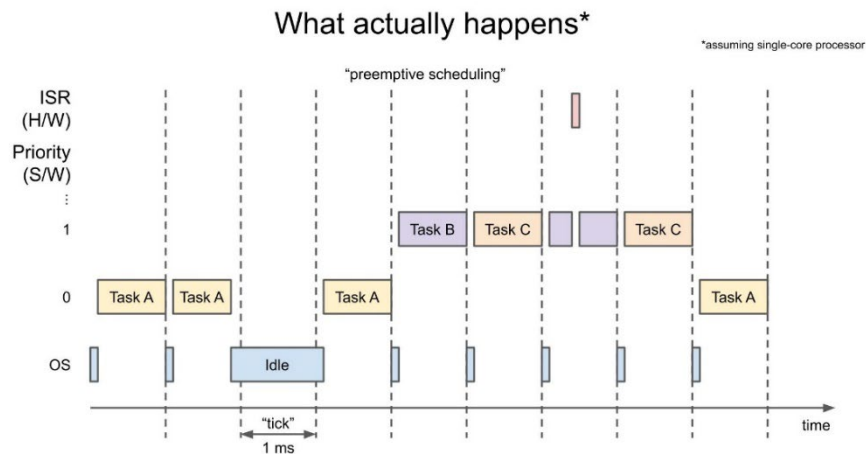 What actually happens*
*assuming single-core processor
“preemptive scheduling”
ISR
(H/W)
Priority
(S/W)
...
1
Task B
Task C
Task C
0
Task A
Task A
Task A
Task A
OS
Idle
“tick”
1 ms
time